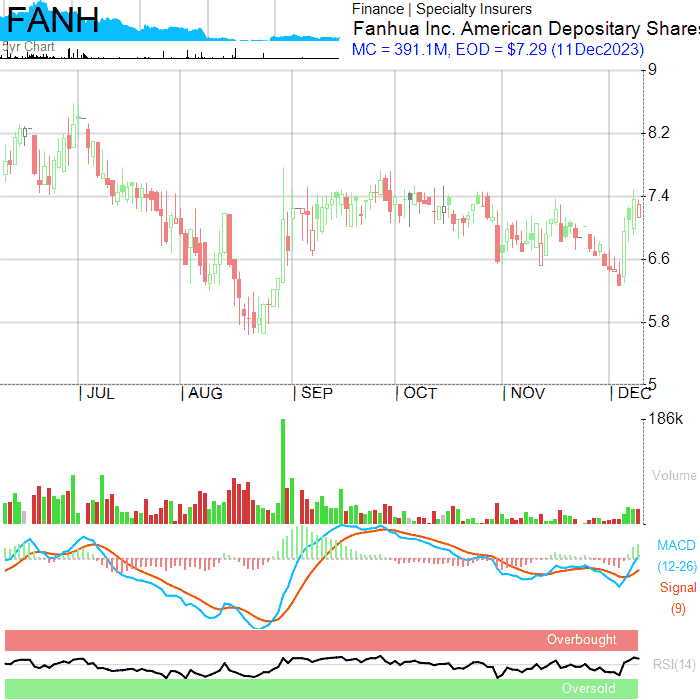 FANH
5yr Chart
Finance | Specialty Insurers
Fanhua Inc. American Depositary Shares
MC = 391.1M, EOD = $7.29 (11Dec2023)
9
8.2
7.4
6.6
5.8
5
JUL AUG SEP OCT NOV DEC
186k
Volume
MACD
(12-26)
Signal
(9)
Overbought
RSI(14)
Oversold